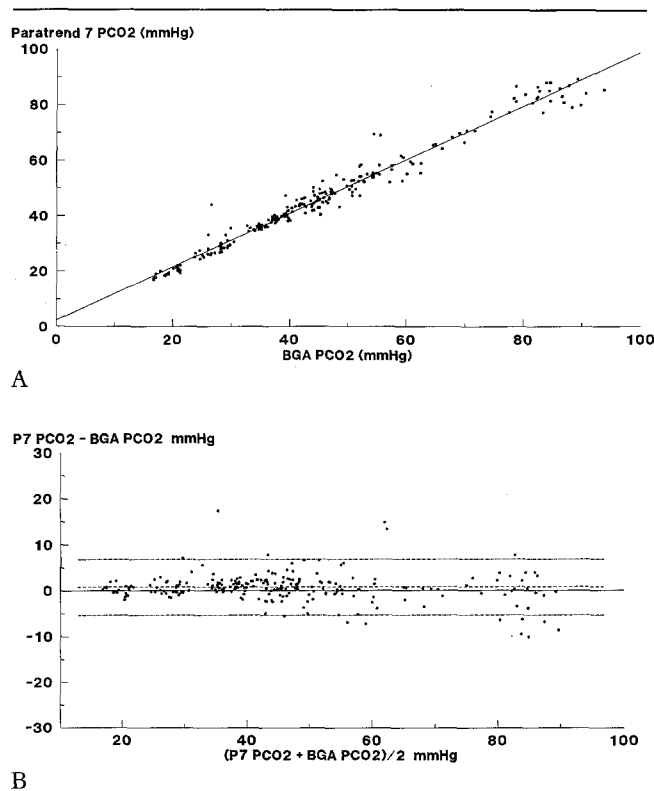 Paratrend 7 PCO2 (mmHg)
100
80
60
40
20
0
0 20 40 60 80 100
BGA PCO2 (mmHg)
A
P7 PCO2 - BGA PCO2 mmHg
30
20
10
0
-10
-20
-30
20 40 60 80 100
(P7 PCO2 + BGA PCO2)/2 mmHg
B